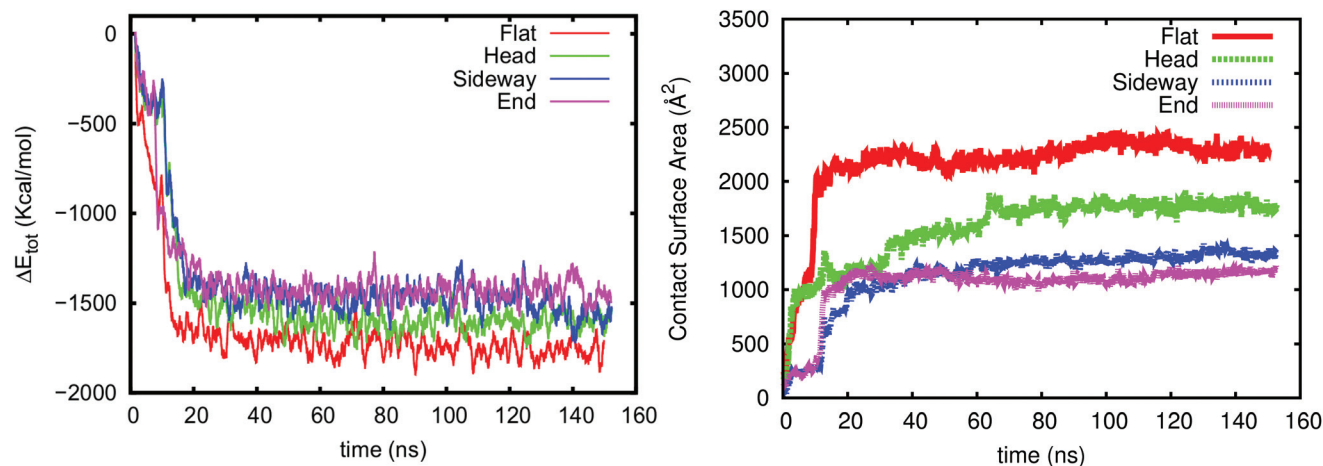 0
−500
−1000
−1500
−2000
ΔE_tot (Kcal/mol)
Flat
Head
Sideway
End
0 20 40 60 80 100 120 140 160
time (ns)
3500
3000
2500
2000
1500
1000
500
0
Contact Surface Area (Å²)
Flat
Head
Sideway
End
0 20 40 60 80 100 120 140 160
time (ns)